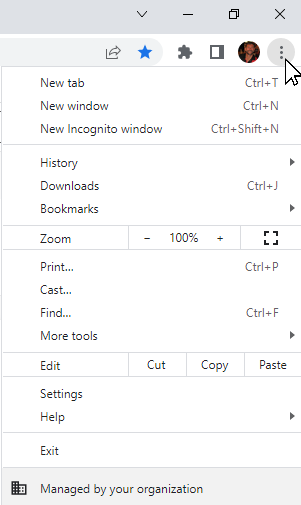 New tab Ctrl+T
New window Ctrl+N
New Incognito window Ctrl+Shift+N
History
Downloads Ctrl+J
Bookmarks
Zoom − 100% +
Print... Ctrl+P
Cast...
Find... Ctrl+F
More tools
Edit Cut Copy Paste
Settings
Help
Exit
Managed by your organization